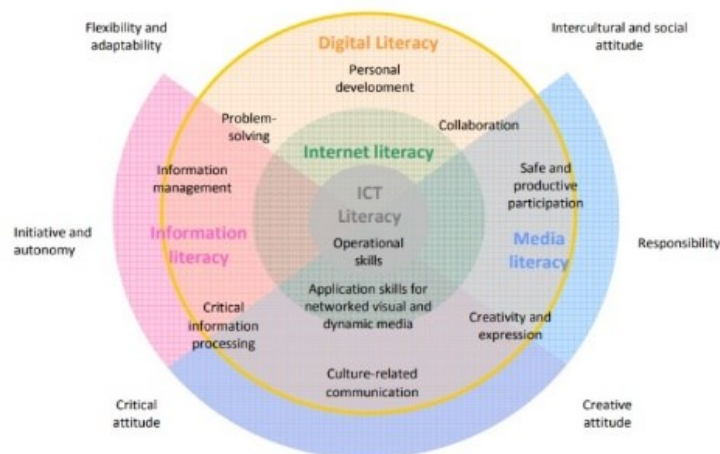 Flexibility and
adaptability
Intercultural and social
attitude
Digital Literacy
Personal
development
Problem-
solving
Collaboration
Internet literacy
Information
management
Safe and
productive
participation
ICT
Literacy
Initiative and
autonomy
Information
literacy
Operational
skills
Media
literacy
Responsibility
Application skills for
networked visual and
dynamic media
Critical
information
processing
Creativity and
expression
Culture-related
communication
Critical
attitude
Creative
attitude